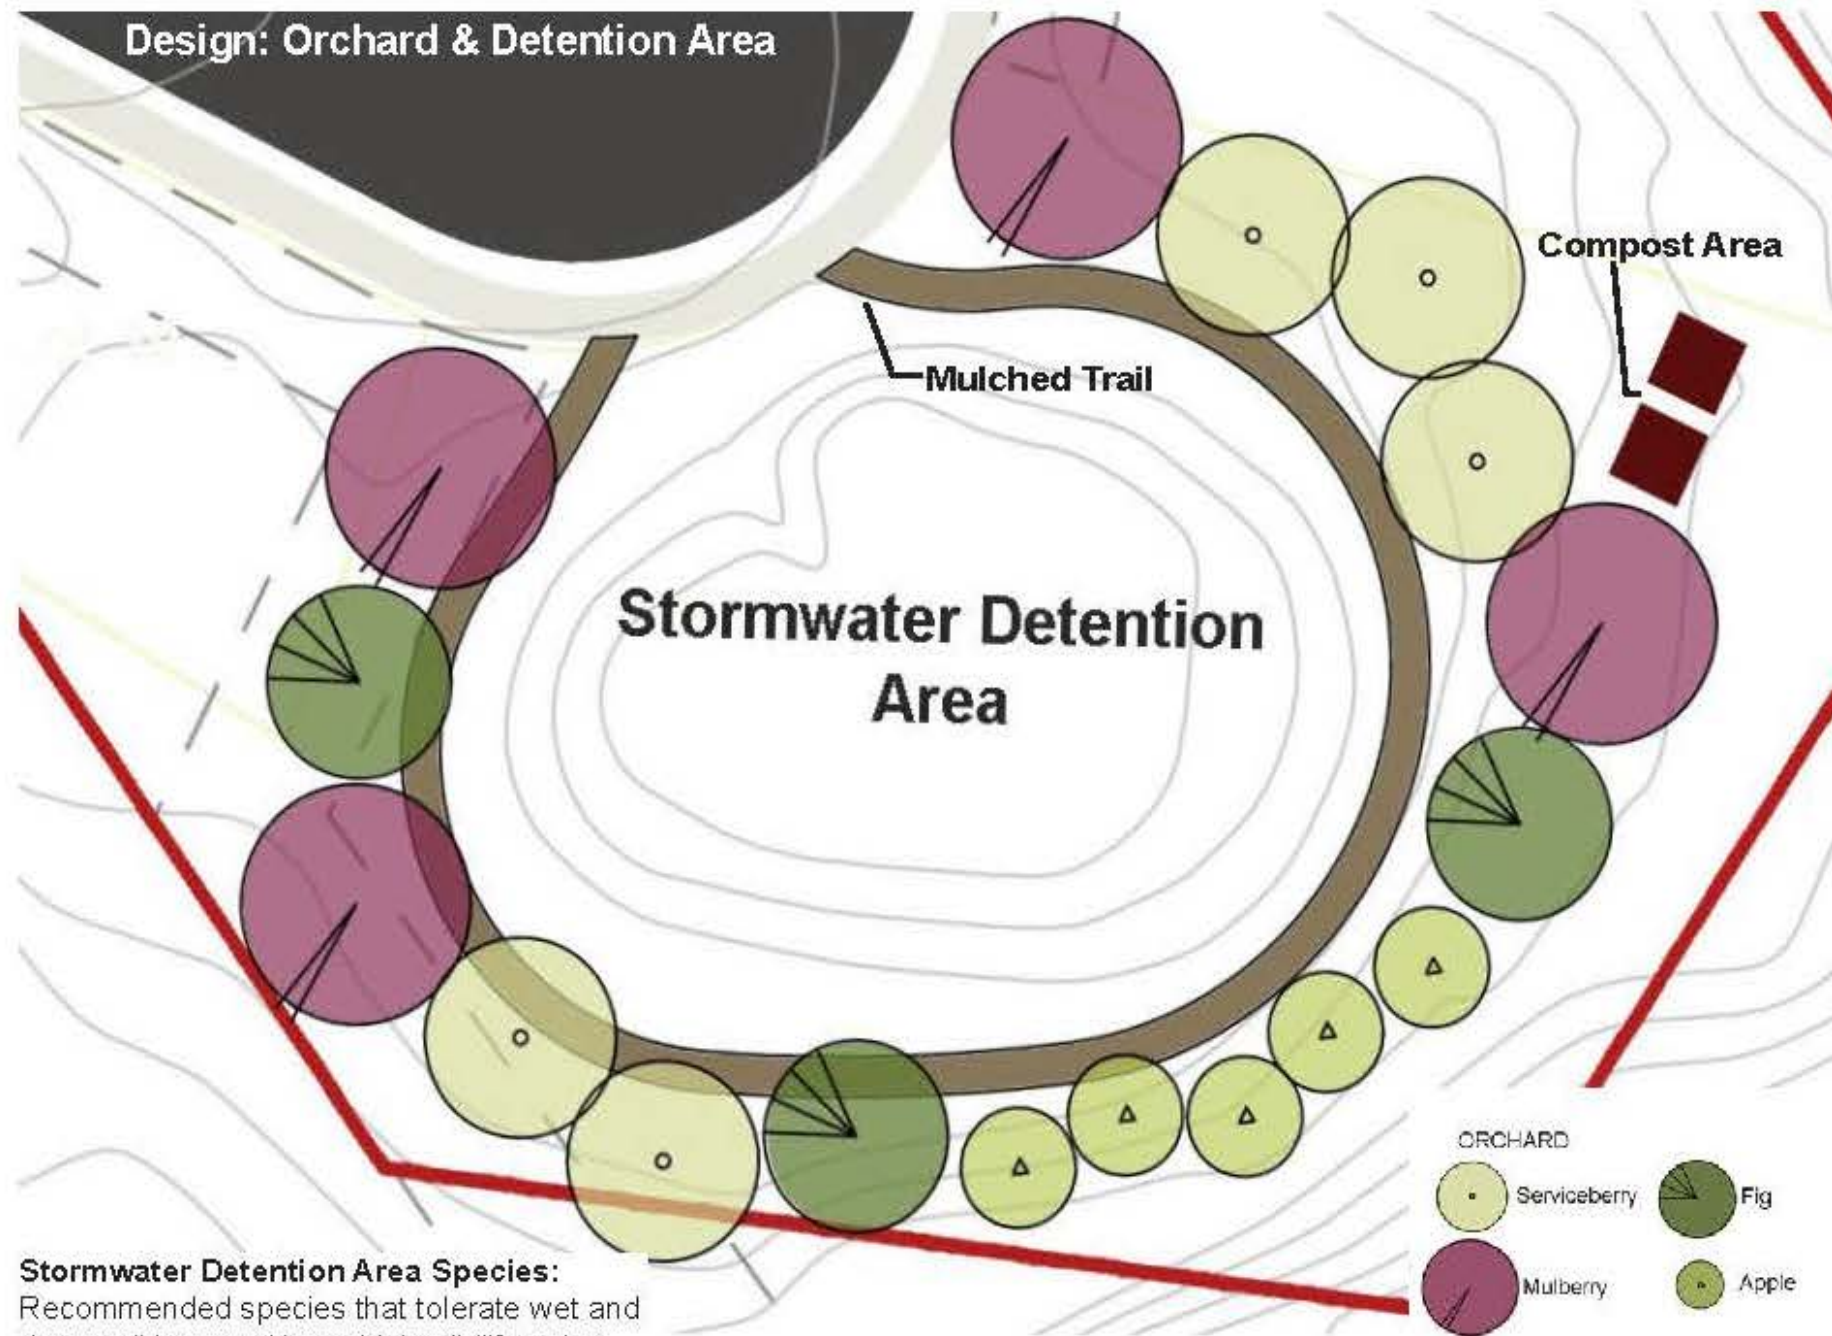 Design: Orchard & Detention Area
Compost Area
Mulched Trail
Stormwater Detention
Area
ORCHARD
Serviceberry
Fig
Mulberry
Apple
Stormwater Detention Area Species:
Recommended species that tolerate wet and